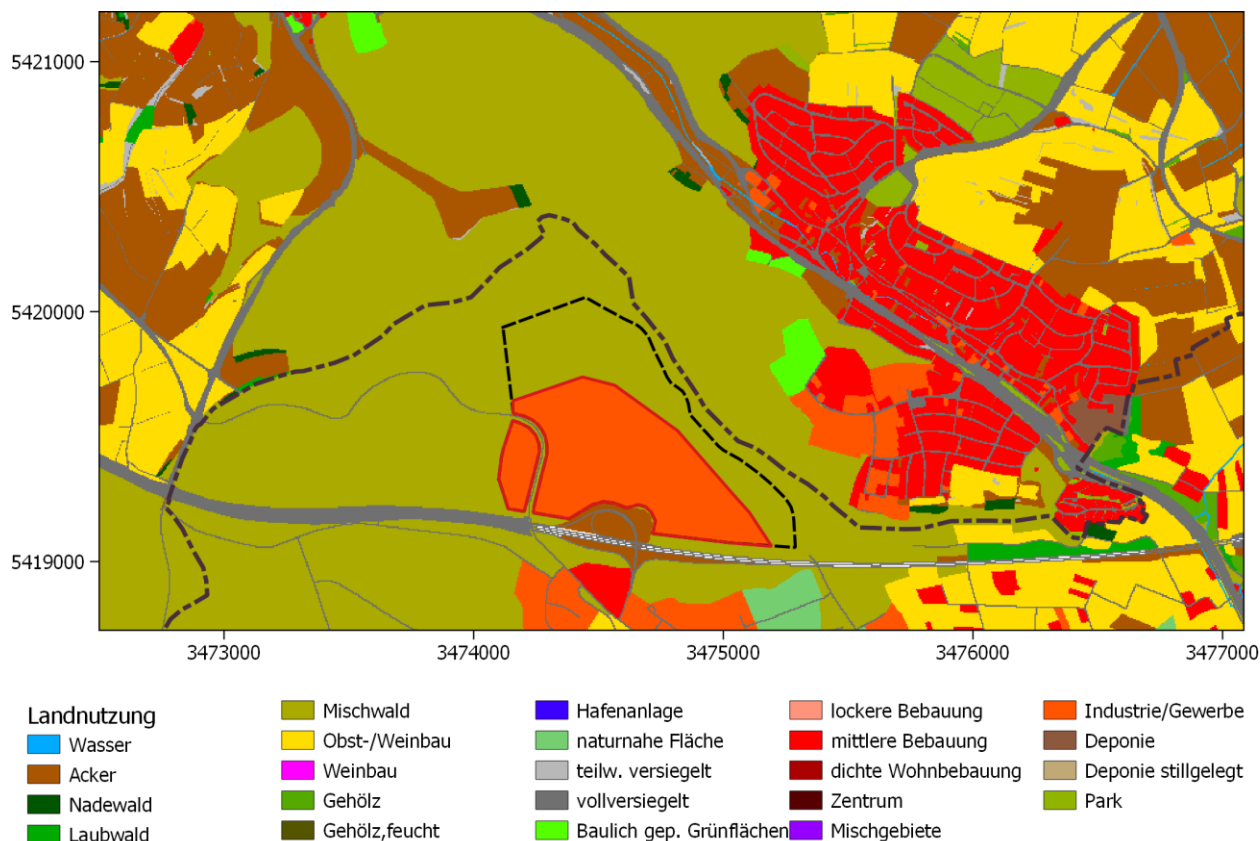 5421000
5420000
5419000
3473000
3474000
3475000
3476000
3477000
Landnutzung
Wasser
Acker
Nadewald
Laubwald
Mischwald
Obst-/Weinbau
Weinbau
Gehölz
Gehölz,feucht
Hafenanlage
naturnahe Fläche
teilw. versiegelt
vollversiegelt
Baulich gep. Grünflächen
lockere Bebauung
mittlere Bebauung
dichte Wohnbebauung
Zentrum
Mischgebiete
Industrie/Gewerbe
Deponie
Deponie stillgelegt
Park